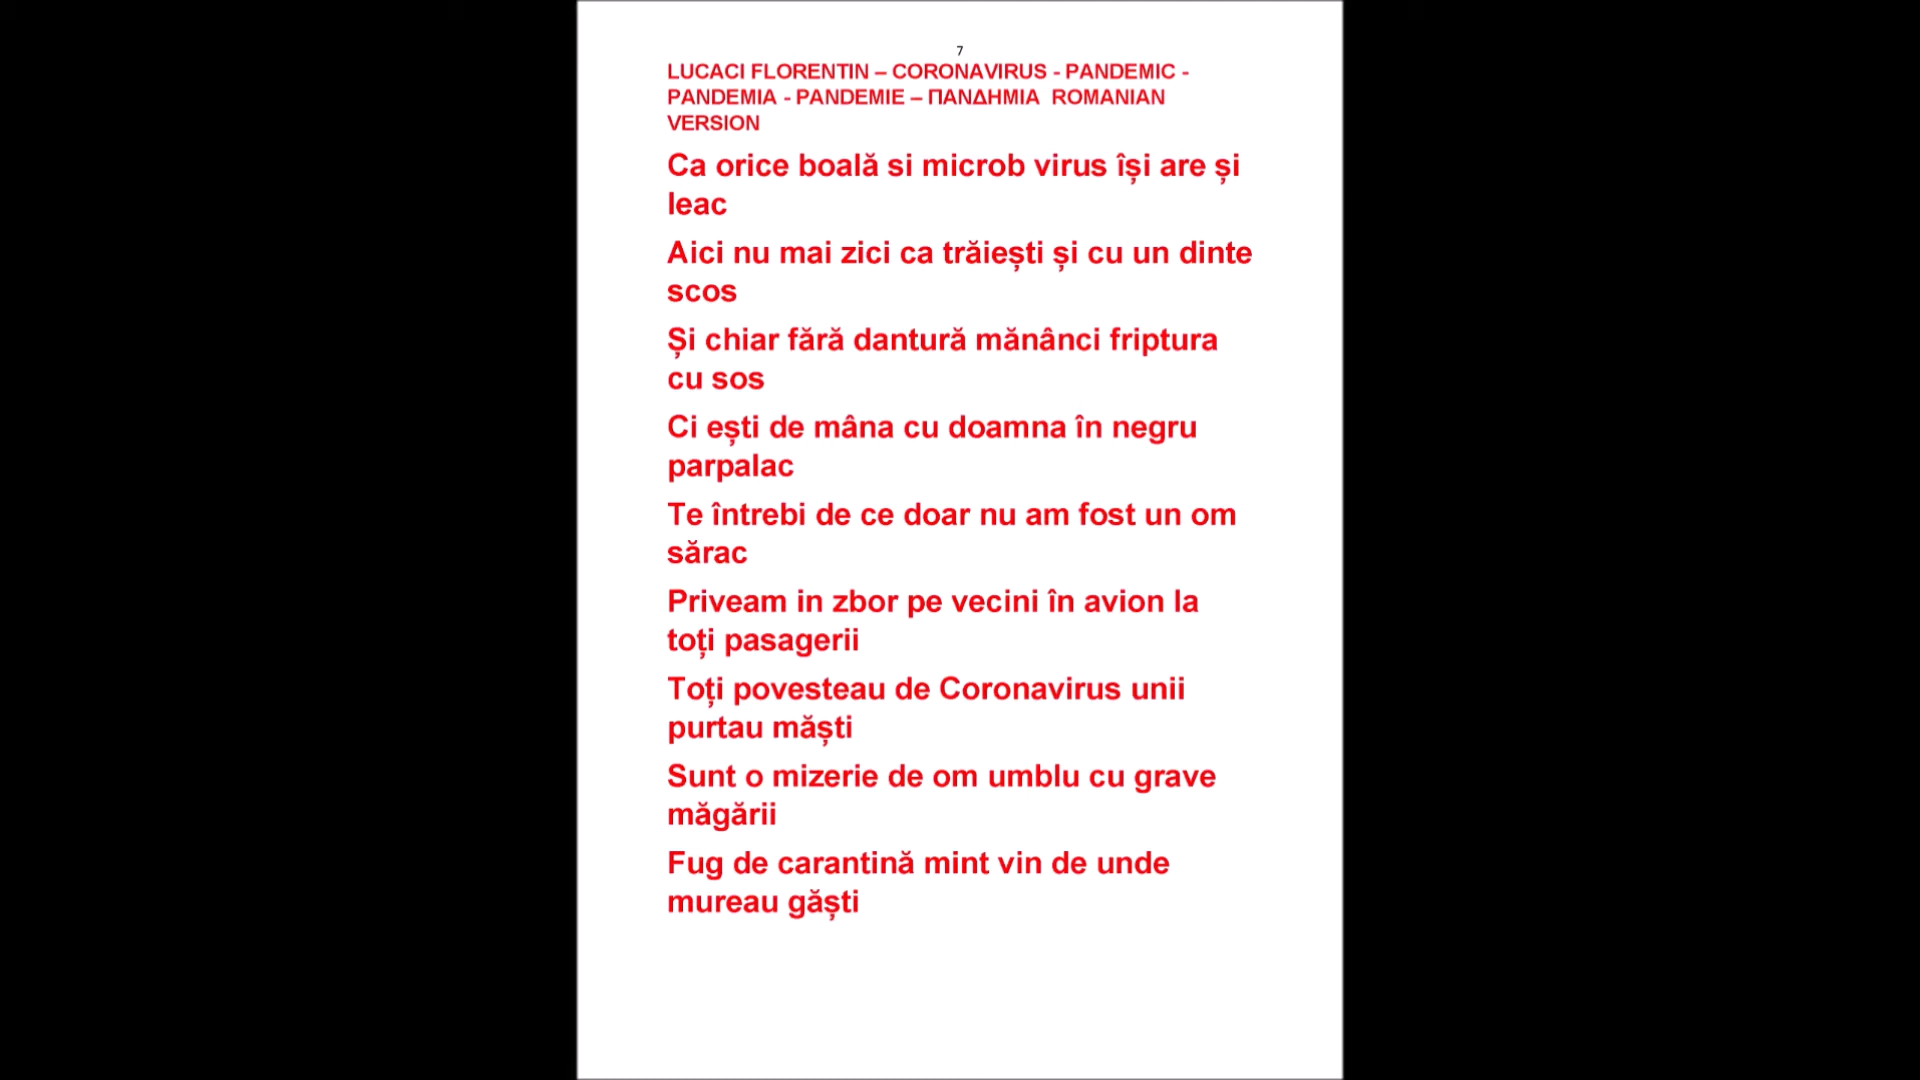 7
LUCACI FLORENTIN – CORONAVIRUS - PANDEMIC -
PANDEMIA - PANDEMIE – ΠΑΝΔΗΜΙΑ ROMANIAN
VERSION
Ca orice boală si microb virus își are și
leac
Aici nu mai zici ca trăiești și cu un dinte
scos
Și chiar fără dantură mănânci friptura
cu sos
Ci ești de mâna cu doamna în negru
parpalac
Te întrebi de ce doar nu am fost un om
sărac
Priveam in zbor pe vecini în avion la
toți pasagerii
Toți povesteau de Coronavirus unii
purtau măști
Sunt o mizerie de om umblu cu grave
măgării
Fug de carantină mint vin de unde
mureau găști